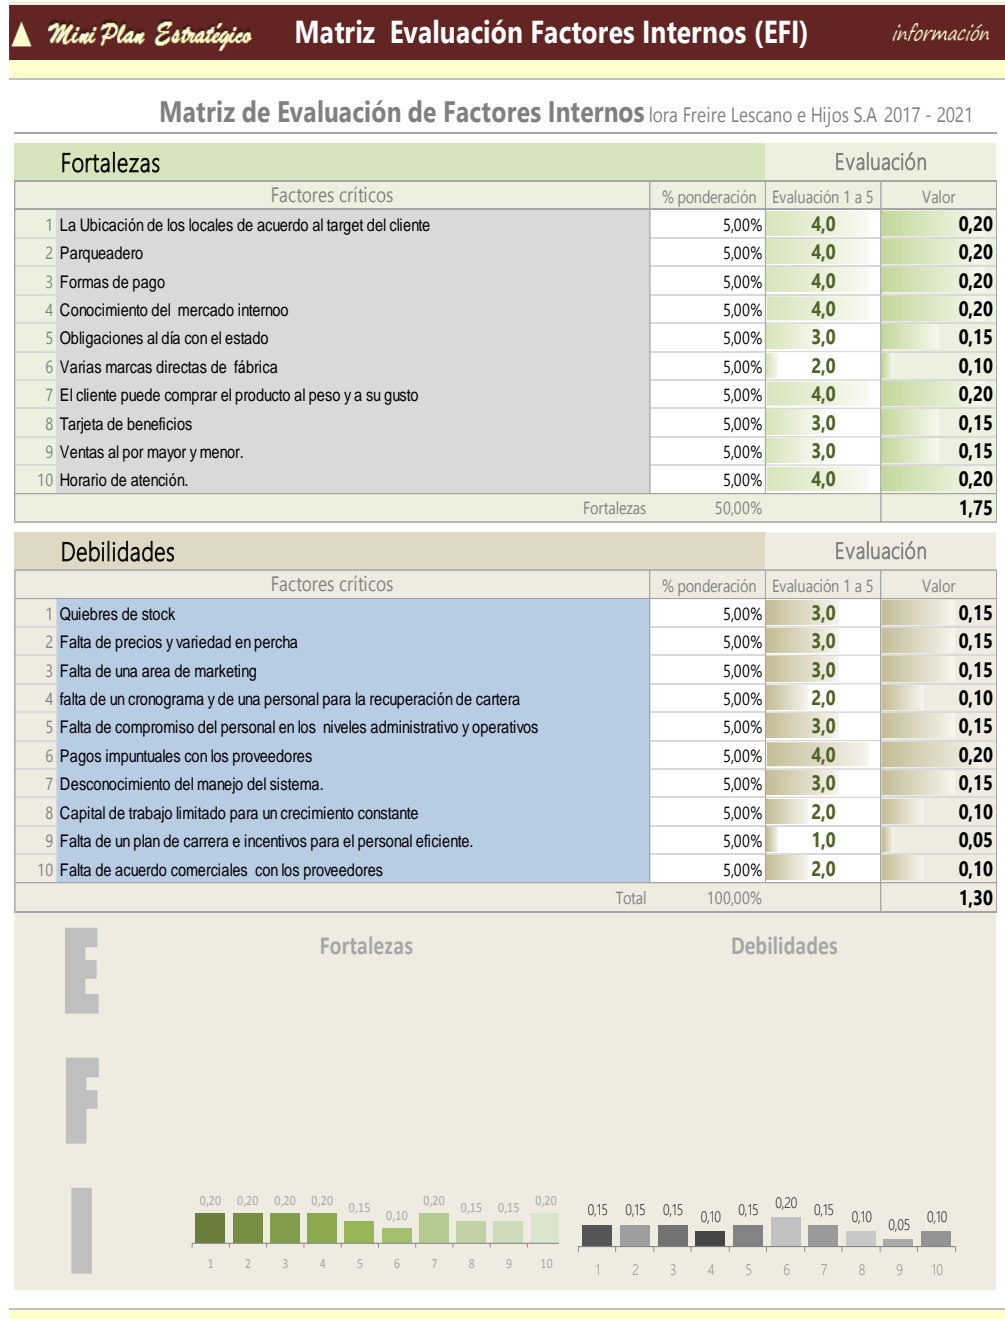 Mini Plan Estratégico Matriz Evaluación Factores Internos (EFI) información
Matriz de Evaluación de Factores Internos lora Freire Lescano e Hijos S.A 2017 - 2021
Fortalezas Evaluación
Factores críticos % ponderación Evaluación 1 a 5 Valor
1 La Ubicación de los locales de acuerdo al target del cliente 5,00% 4,0 0,20
2 Parqueadero 5,00% 4,0 0,20
3 Formas de pago 5,00% 4,0 0,20
4 Conocimiento del mercado internoo 5,00% 4,0 0,20
5 Obligaciones al día con el estado 5,00% 3,0 0,15
6 Varias marcas directas de fábrica 5,00% 2,0 0,10
7 El cliente puede comprar el producto al peso y a su gusto 5,00% 4,0 0,20
8 Tarjeta de beneficios 5,00% 3,0 0,15
9 Ventas al por mayor y menor. 5,00% 3,0 0,15
10 Horario de atención. 5,00% 4,0 0,20
Fortalezas 50,00% 1,75
Debilidades Evaluación
Factores críticos % ponderación Evaluación 1 a 5 Valor
1 Quiebres de stock 5,00% 3,0 0,15
2 Falta de precios y variedad en percha 5,00% 3,0 0,15
3 Falta de una area de marketing 5,00% 3,0 0,15
4 falta de un cronograma y de una personal para la recuperación de cartera 5,00% 2,0 0,10
5 Falta de compromiso del personal en los niveles administrativo y operativos 5,00% 3,0 0,15
6 Pagos impuntuales con los proveedores 5,00% 4,0 0,20
7 Desconocimiento del manejo del sistema. 5,00% 3,0 0,15
8 Capital de trabajo limitado para un crecimiento constante 5,00% 2,0 0,10
9 Falta de un plan de carrera e incentivos para el personal eficiente. 5,00% 1,0 0,05
10 Falta de acuerdo comerciales con los proveedores 5,00% 2,0 0,10
Total 100,00% 1,30
E
F
I
Fortalezas
0,20 0,20 0,20 0,20 0,15 0,10 0,20 0,15 0,15 0,20
1 2 3 4 5 6 7 8 9 10
Debilidades
0,15 0,15 0,15 0,10 0,15 0,20 0,15 0,10 0,05 0,10
1 2 3 4 5 6 7 8 9 10